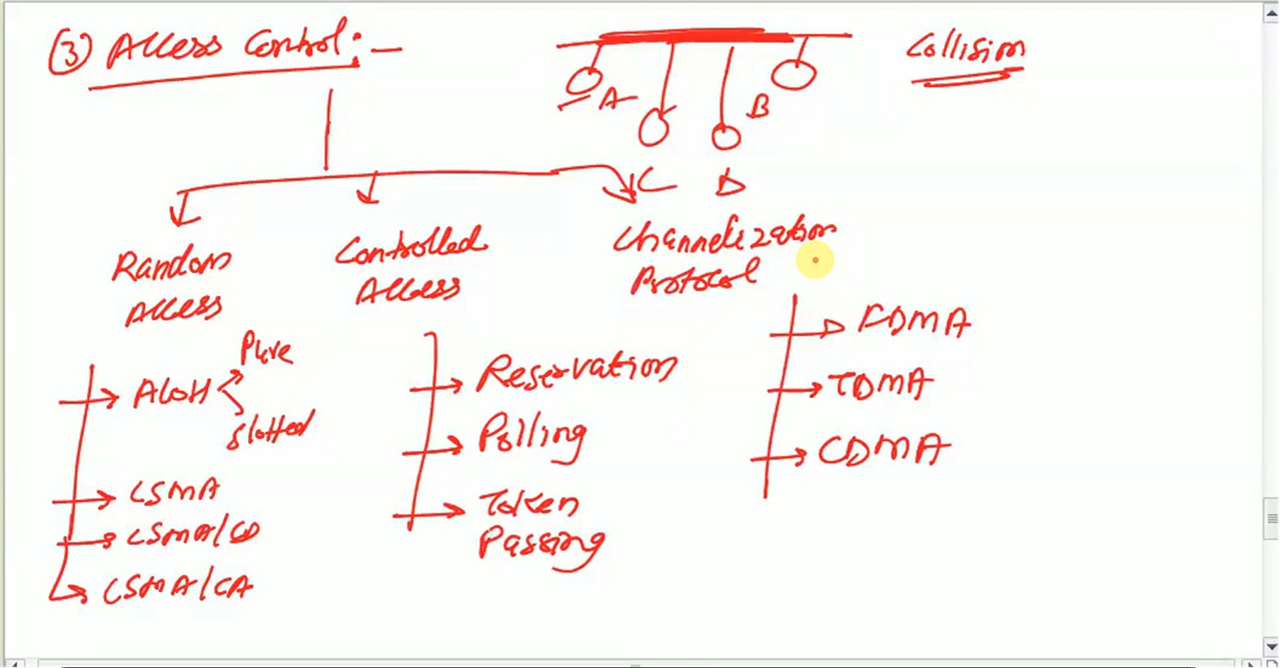 (3) Access Control:-
Collision
A
B
C
D
Random
Access
Controlled
Access
Channelization
Protocol
ALOH
Pure
Slotted
CSMA
CSMA/CD
CSMA/CA
Reservation
Polling
Token
Passing
FDMA
TDMA
CDMA